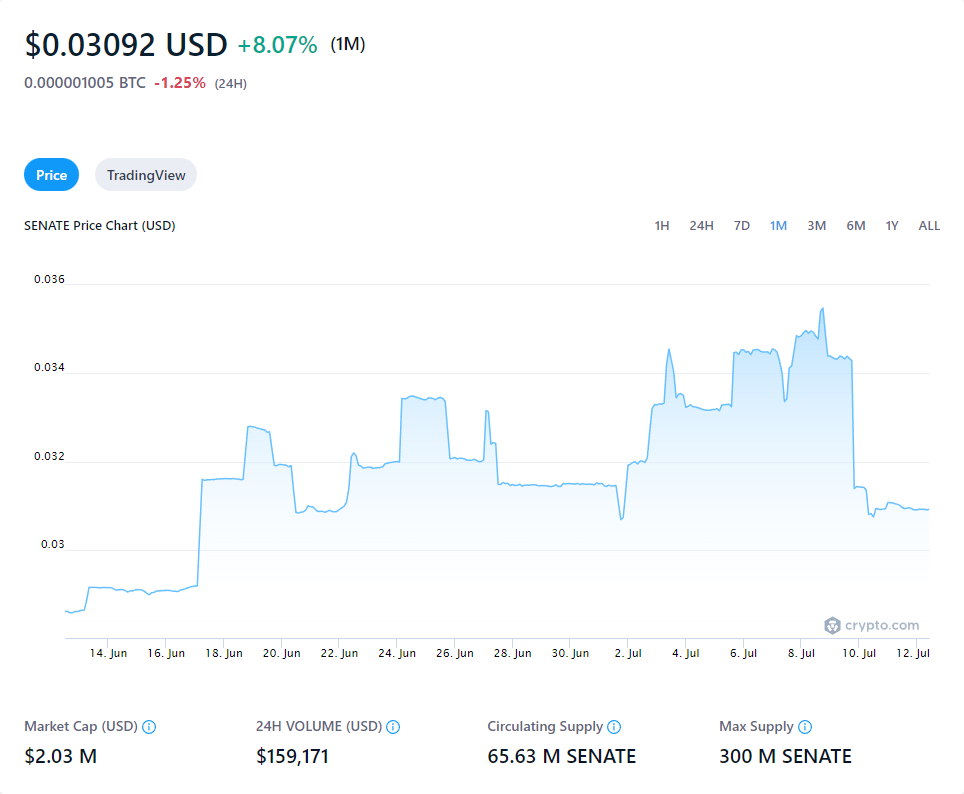 $0.03092 USD +8.07% (1M)
0.000001005 BTC -1.25% (24H)
Price TradingView
SENATE Price Chart (USD) 1H 24H 7D 1M 3M 6M 1Y ALL
0.036
0.034
0.032
0.03
crypto.com
14. Jun 16. Jun 18. Jun 20. Jun 22. Jun 24. Jun 26. Jun 28. Jun 30. Jun 2. Jul 4. Jul 6. Jul 8. Jul 10. Jul 12. Jul
Market Cap (USD) 24H VOLUME (USD) Circulating Supply Max Supply
$2.03 M $159,171 65.63 M SENATE 300 M SENATE